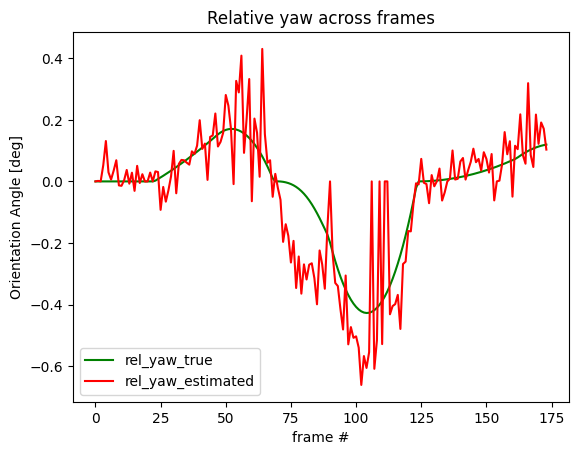 Relative yaw across frames
Orientation Angle [deg]
0.4
0.2
0.0
−0.2
−0.4
−0.6
rel_yaw_true
rel_yaw_estimated
0 25 50 75 100 125 150 175
frame #